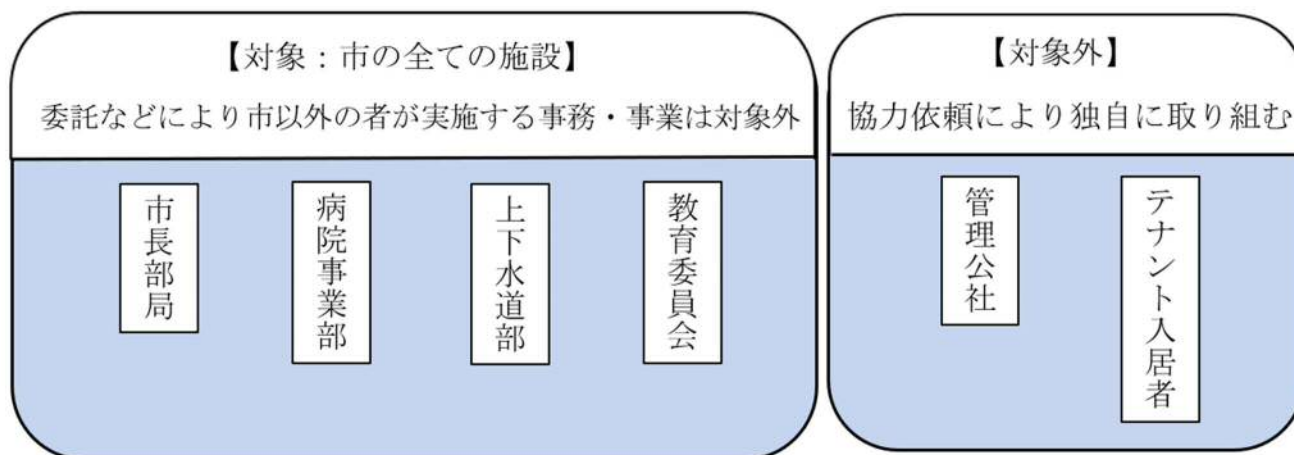 【対象：市の全ての施設】
委託などにより市以外の者が実施する事務・事業は対象外
市長部局
病院事業部
上下水道部
教育委員会
【対象外】
協力依頼により独自に取り組む
管理公社
テナント入居者